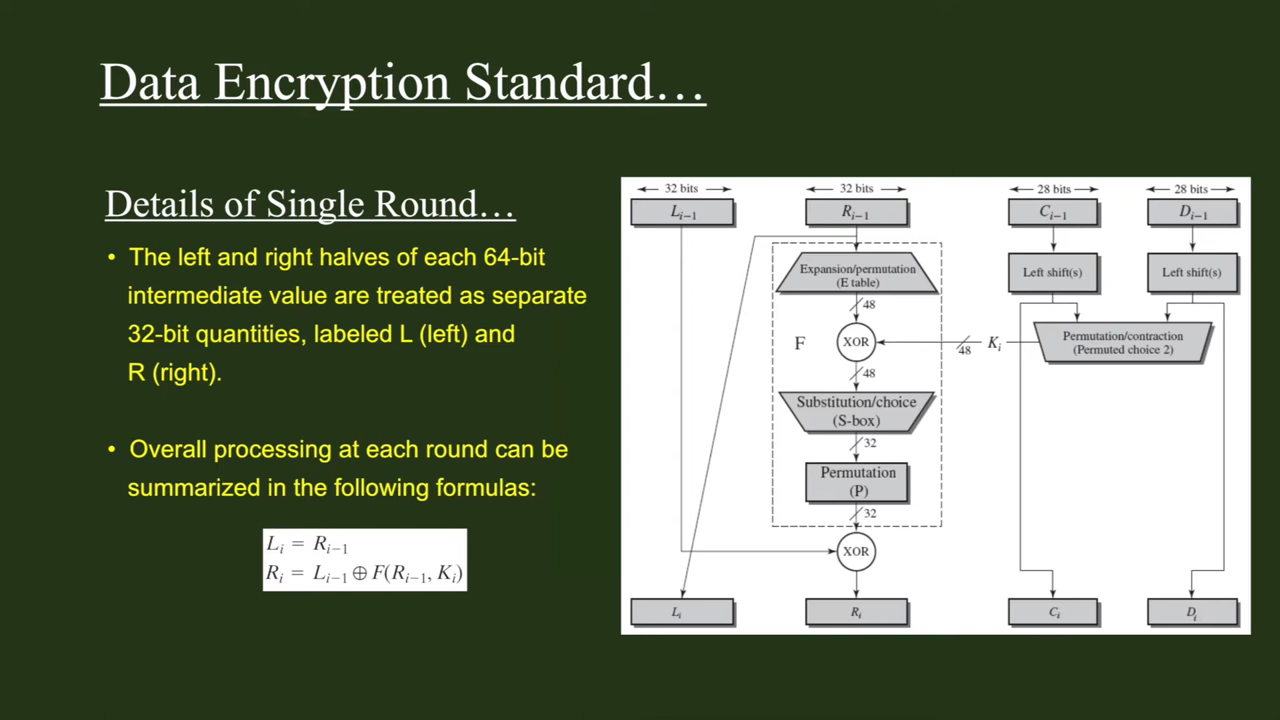 Data Encryption Standard…
Details of Single Round…
• The left and right halves of each 64-bit
intermediate value are treated as separate
32-bit quantities, labeled L (left) and
R (right).
• Overall processing at each round can be
summarized in the following formulas:
Lᵢ = Rᵢ₋₁
Rᵢ = Lᵢ₋₁ ⊕ F(Rᵢ₋₁, Kᵢ)
32 bits 32 bits 28 bits 28 bits
Lᵢ₋₁ Rᵢ₋₁ Cᵢ₋₁ Dᵢ₋₁
Expansion/permutation
(E table)
Left shift(s) Left shift(s)
48
F XOR 48 Kᵢ
Permutation/contraction
(Permuted choice 2)
48
Substitution/choice
(S-box)
32
Permutation
(P)
32
XOR
Lᵢ Rᵢ Cᵢ Dᵢ